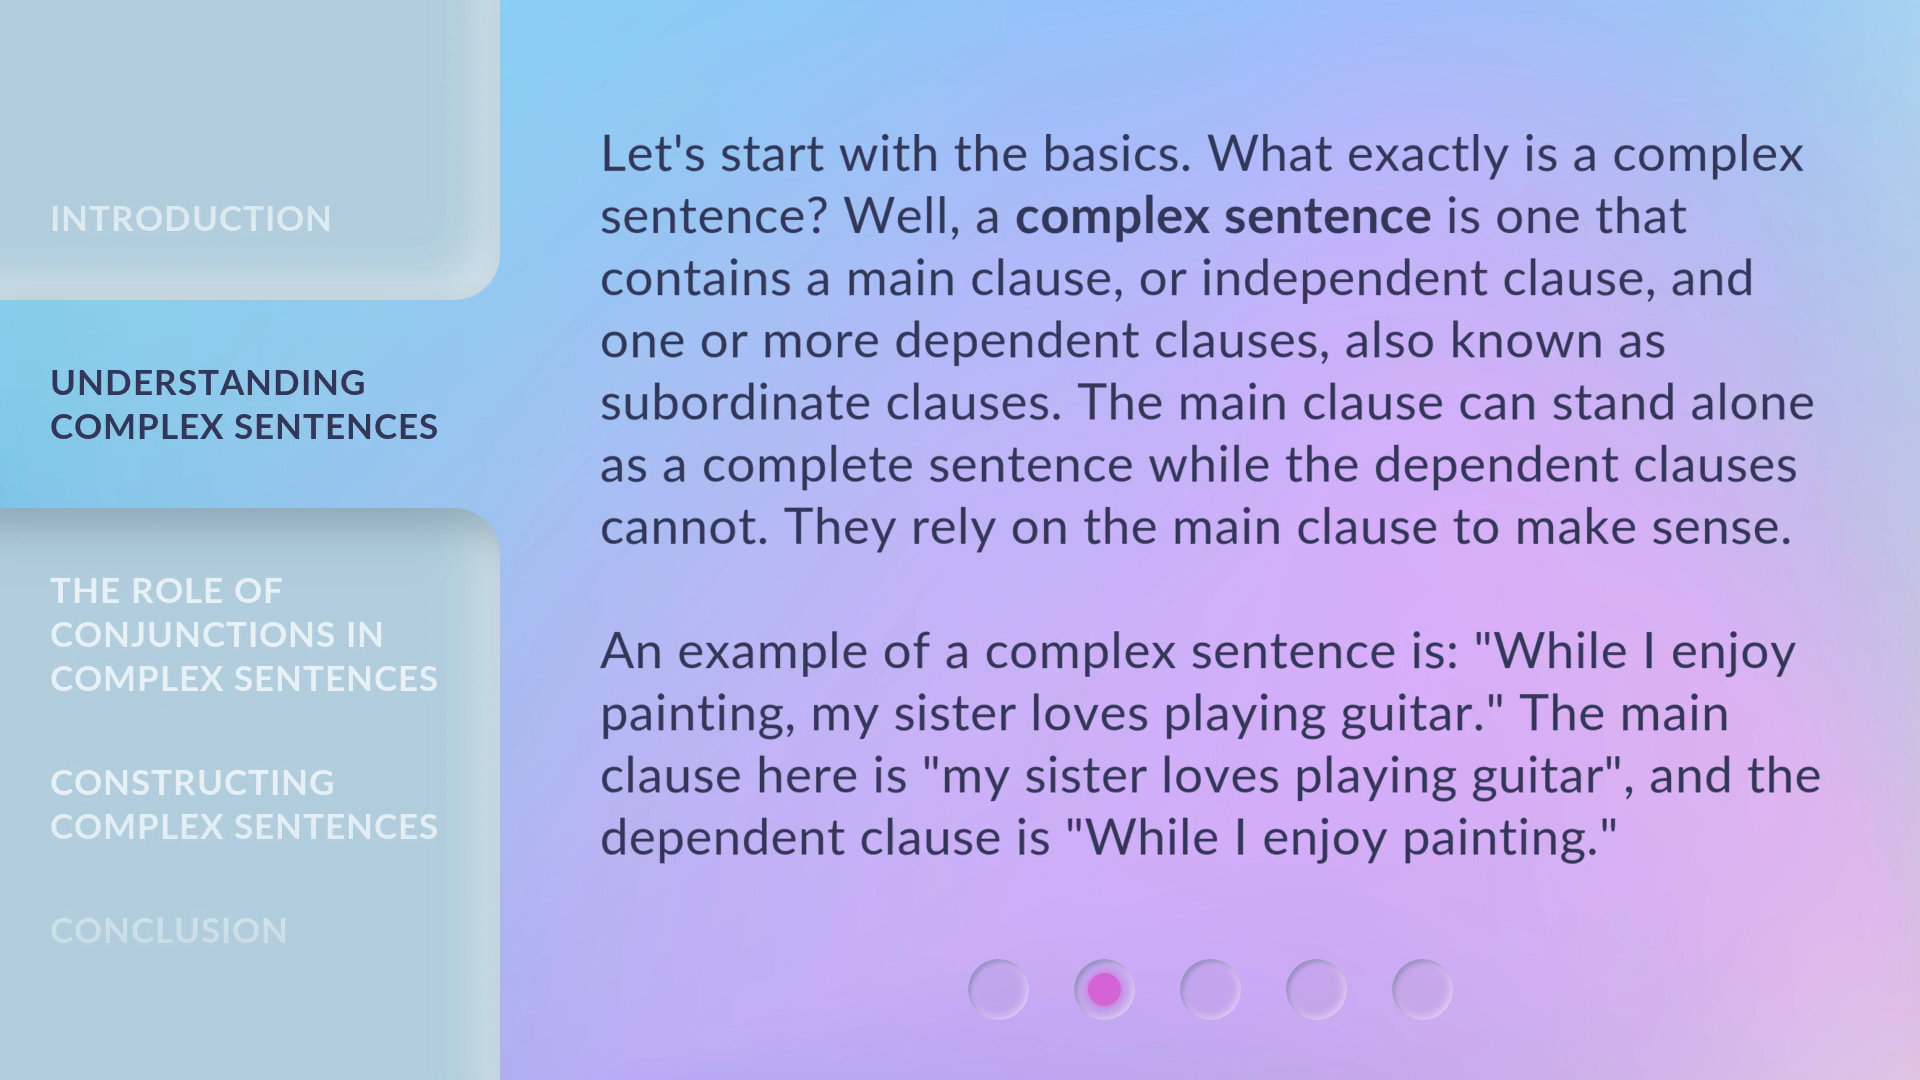 INTRODUCTION
UNDERSTANDING
COMPLEX SENTENCES
THE ROLE OF
CONJUNCTIONS IN
COMPLEX SENTENCES
CONSTRUCTING
COMPLEX SENTENCES
CONCLUSION
Let's start with the basics. What exactly is a complex
sentence? Well, a complex sentence is one that
contains a main clause, or independent clause, and
one or more dependent clauses, also known as
subordinate clauses. The main clause can stand alone
as a complete sentence while the dependent clauses
cannot. They rely on the main clause to make sense.
An example of a complex sentence is: "While I enjoy
painting, my sister loves playing guitar." The main
clause here is "my sister loves playing guitar", and the
dependent clause is "While I enjoy painting."